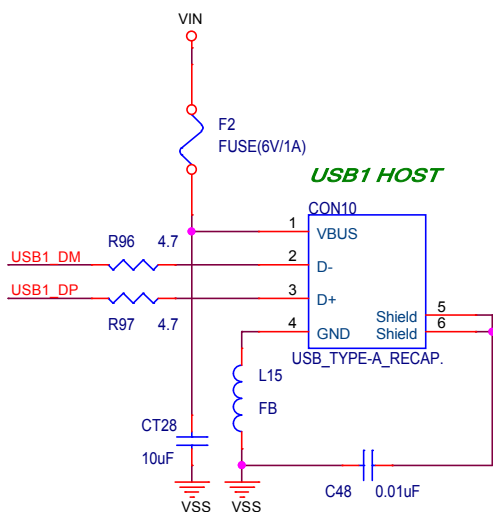 VIN
F2
FUSE(6V/1A)
USB1 HOST
CON10
1 VBUS
USB1_DM R96 4.7 2 D-
USB1_DP R97 4.7 3 D+
4 GND
Shield 5
Shield 6
USB_TYPE-A_RECAP.
L15
FB
CT28
10uF
C48 0.01uF
VSS VSS